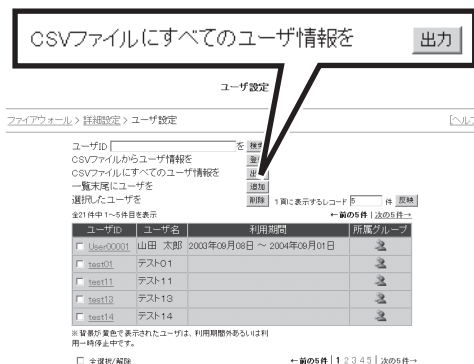 CSVファイルにすべてのユーザ情報を 出力
ユーザ設定
ファイアウォール > 詳細設定 > ユーザ設定
ユーザID を
CSVファイルからユーザ情報を
CSVファイルにすべてのユーザ情報を
一覧末尾にユーザを 追加
選択したユーザを 削除 1頁に表示するレコード 5 件 反映
全21件中 1~5件目を表示 ←前の5件 | 次の5件→
ユーザID ユーザ名 利用期間 所属グループ
User00001 山田 太郎 2003年09月08日 ~ 2004年09月01日
test01 テスト01
test11 テスト11
test13 テスト13
test14 テスト14
※背景が黄色で表示されたユーザは、利用期間外あるいは利
用一時停止中です。
全選択/解除 ←前の5件 | 1 2 3 4 5 | 次の5件→